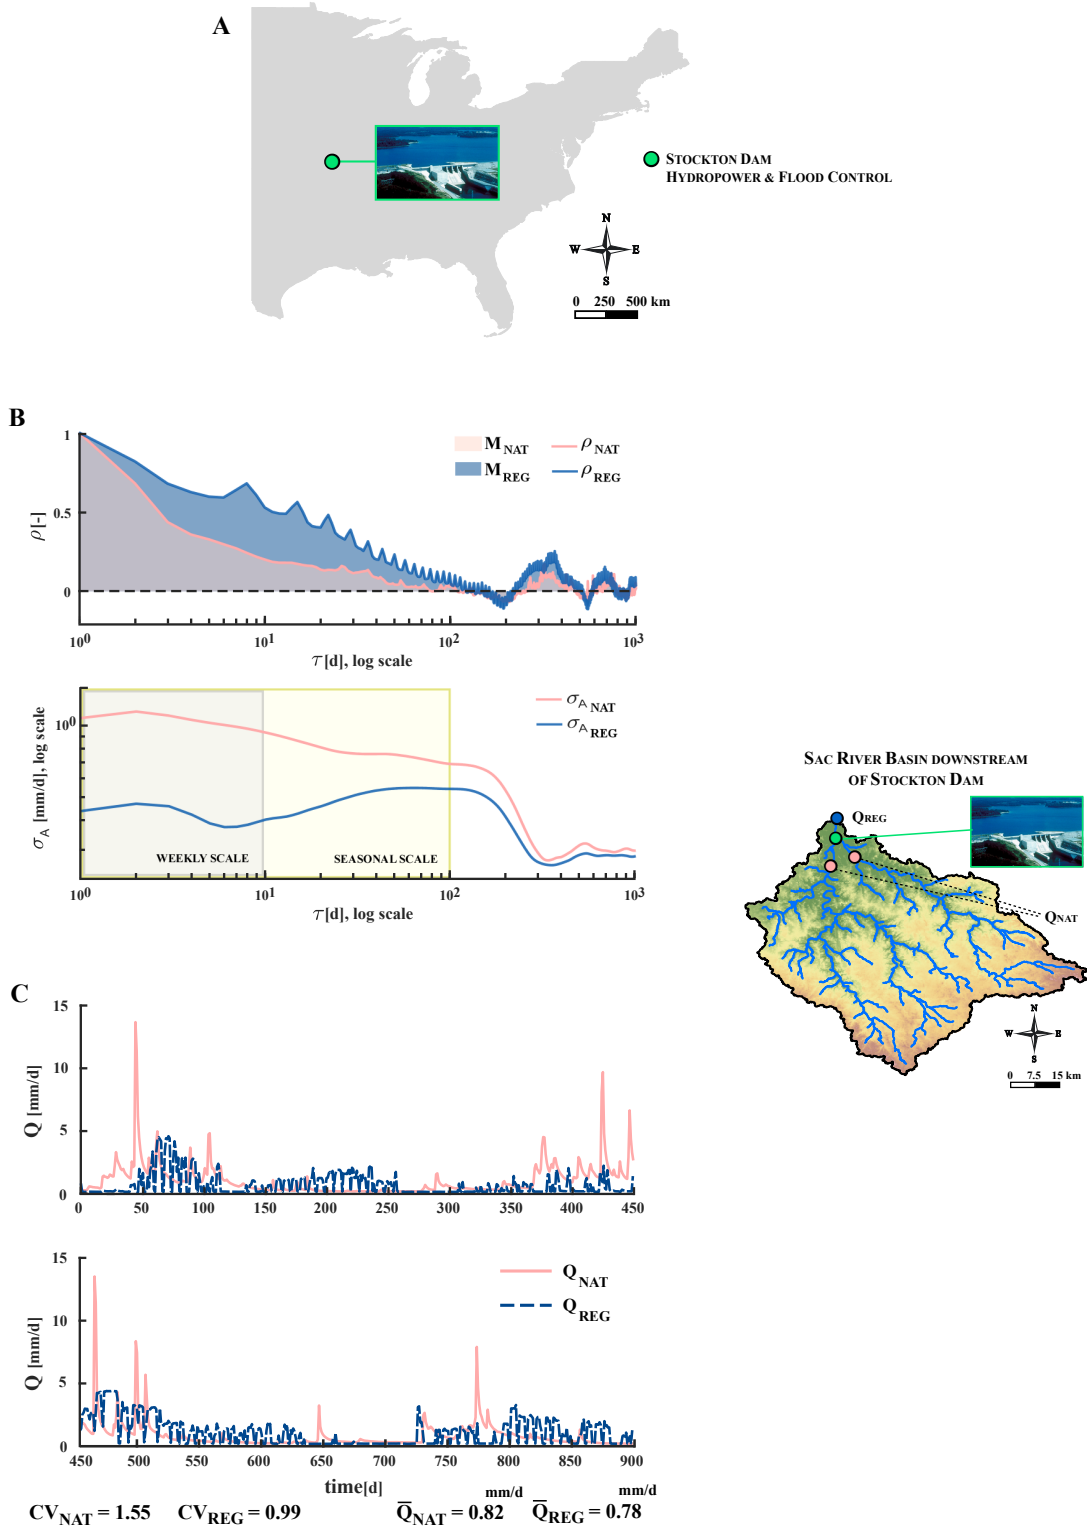 A
STOCKTON DAM
HYDROPOWER & FLOOD CONTROL
N
W E
S
0 250 500 km
B
1
0.5
0
ρ[-]
M NAT
M REG
ρ NAT
ρ REG
10⁰ 10¹ 10² 10³
τ[d], log scale
10⁰
σA [mm/d], log scale
σA NAT
σA REG
WEEKLY SCALE
SEASONAL SCALE
10⁰ 10¹ 10² 10³
τ[d], log scale
SAC RIVER BASIN DOWNSTREAM
OF STOCKTON DAM
QREG
QNAT
N
W E
S
0 7.5 15 km
C
15
10
5
0
Q [mm/d]
0 50 100 150 200 250 300 350 400 450
15
10
5
0
Q [mm/d]
Q NAT
Q REG
450 500 550 600 650 700 750 800 850 900
time[d]
CV NAT = 1.55 CV REG = 0.99 Q̅ NAT = 0.82 mm/d Q̅ REG = 0.78 mm/d